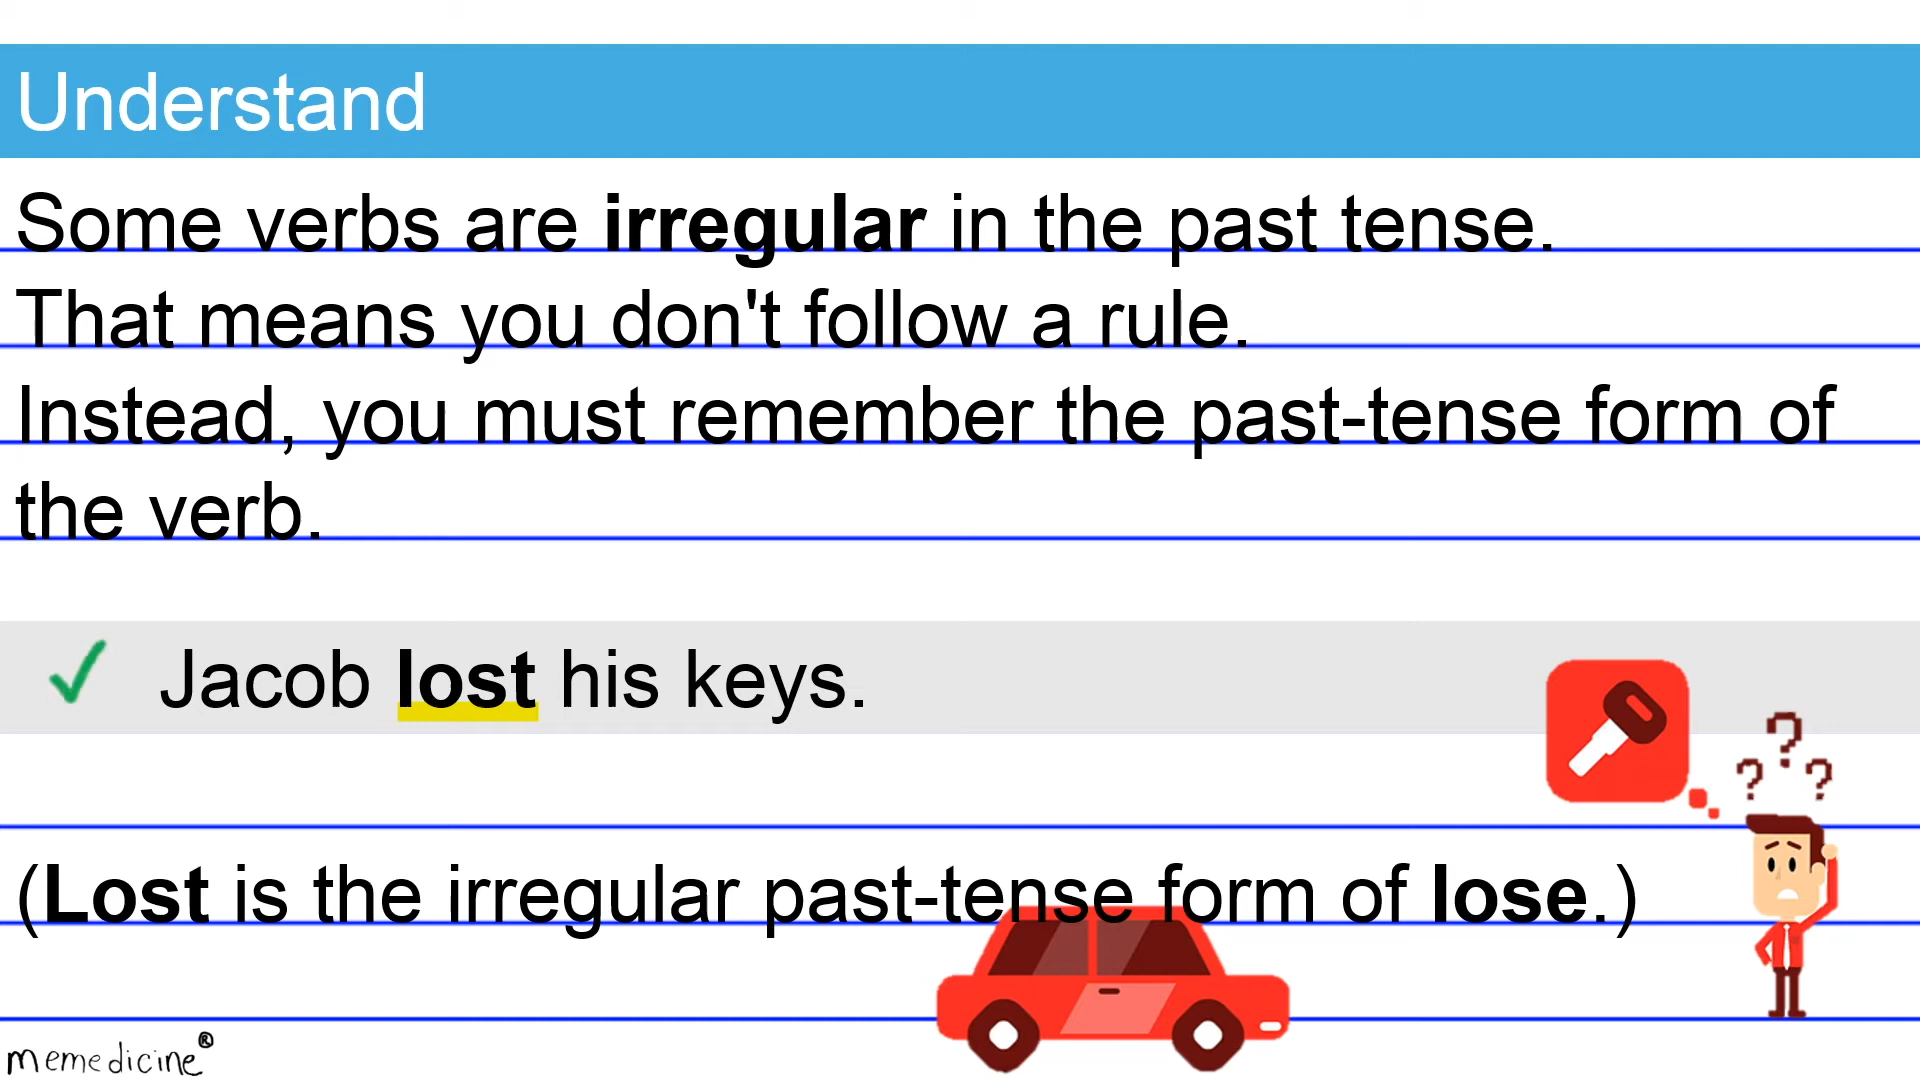 Understand
Some verbs are irregular in the past tense.
That means you don't follow a rule.
Instead, you must remember the past-tense form of
the verb.
Jacob lost his keys.
? ? ?
(Lost is the irregular past-tense form of lose.)
memedicine®